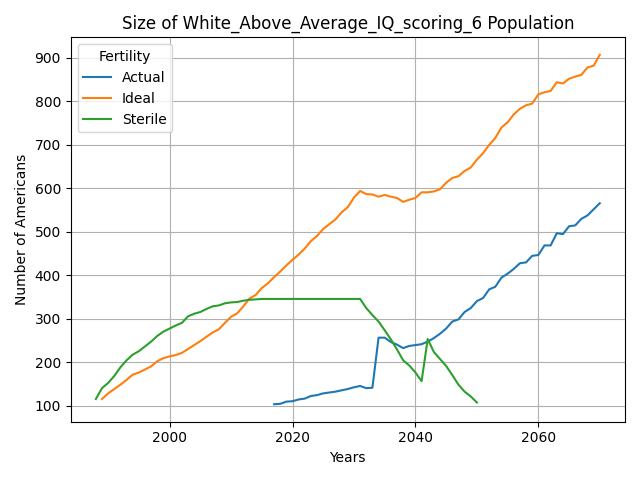 Size of White_Above_Average_IQ_scoring_6 Population
Fertility
Actual
Ideal
Sterile
Number of Americans
900
800
700
600
500
400
300
200
100
2000
2020
2040
2060
Years